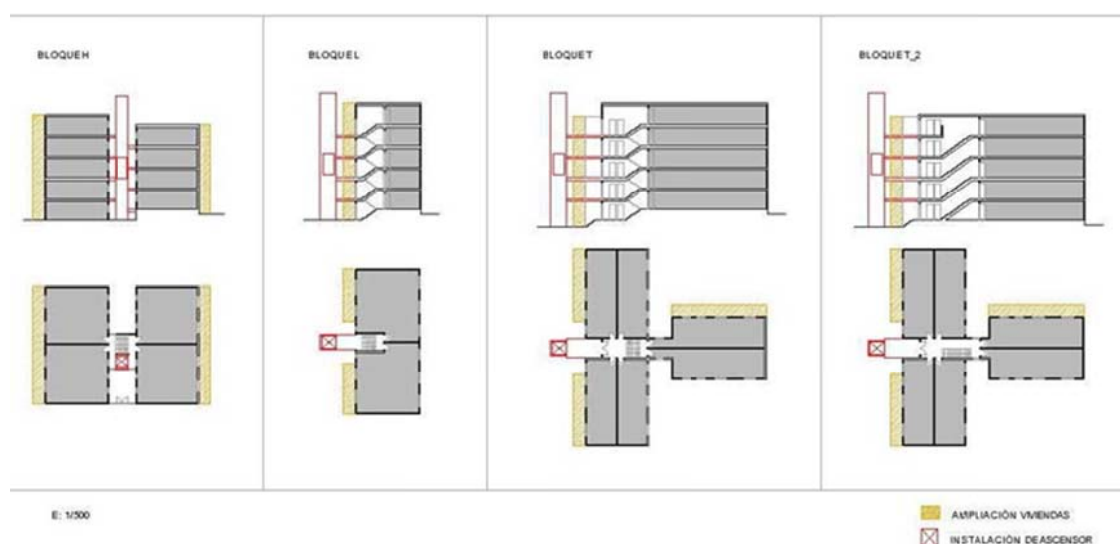 BLOQUEH
BLOQUEL
BLOQUET
BLOQUET_2
E: 1/500
AMPLIACIÓN VIVIENDAS
INSTALACIÓN DEASCENSOR